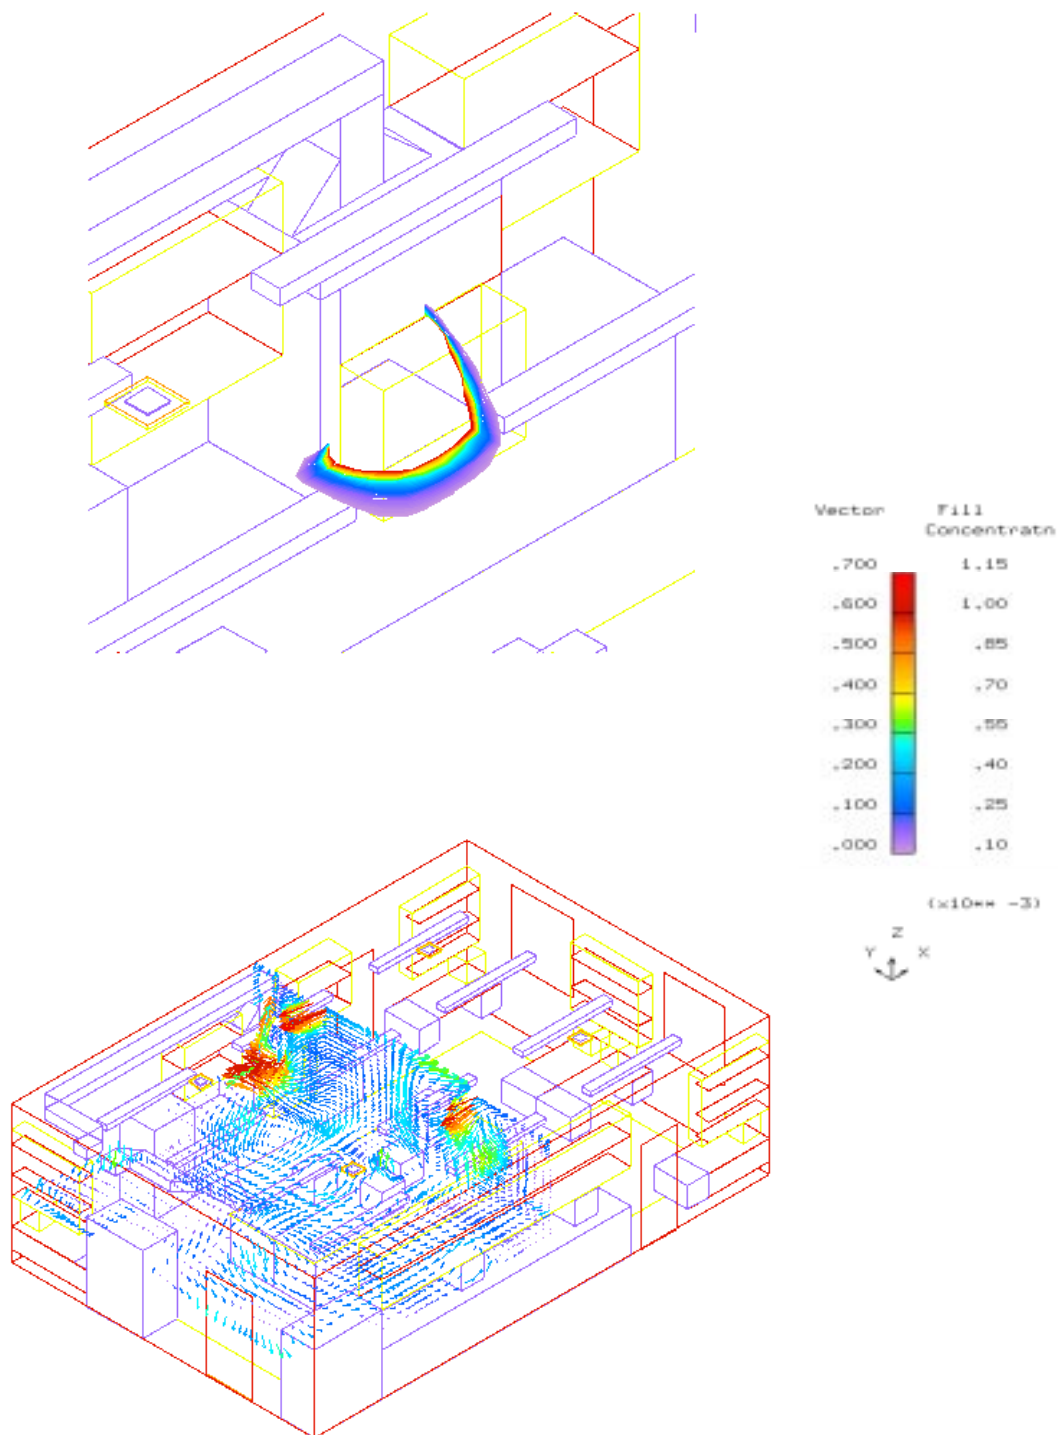 Vector Fill
Concentratn
.700 1.15
.600 1.00
.500 .85
.400 .70
.300 .55
.200 .40
.100 .25
.000 .10
(x10** -3)
Z
Y X